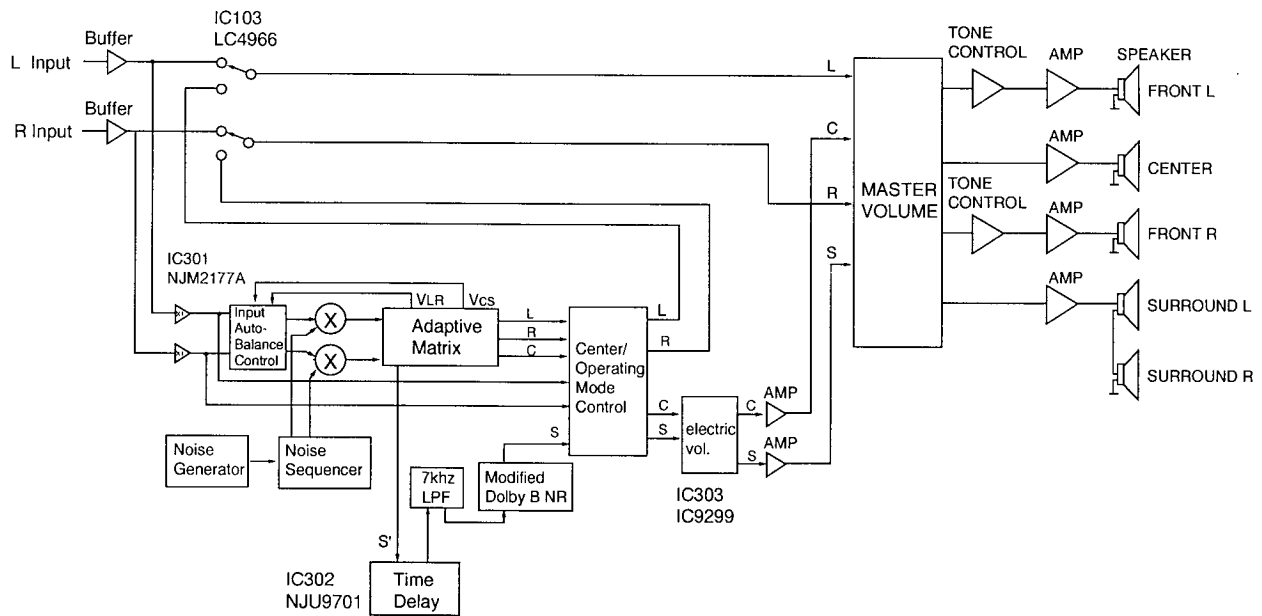 IC103
LC4966
Buffer
L Input
Buffer
R Input
TONE
CONTROL
AMP
SPEAKER
L
FRONT L
C
AMP
CENTER
MASTER
VOLUME
R
TONE
CONTROL
AMP
FRONT R
S
AMP
SURROUND L
SURROUND R
IC301
NJM2177A
X1
X1
Input
Auto-
Balance
Control
X
X
VLR
Vcs
Adaptive
Matrix
L
R
C
Center/
Operating
Mode
Control
L
R
C
S
electric
vol.
C
AMP
S
AMP
IC303
IC9299
Noise
Generator
Noise
Sequencer
7khz
LPF
S
Modified
Dolby B NR
S'
IC302
NJU9701
Time
Delay